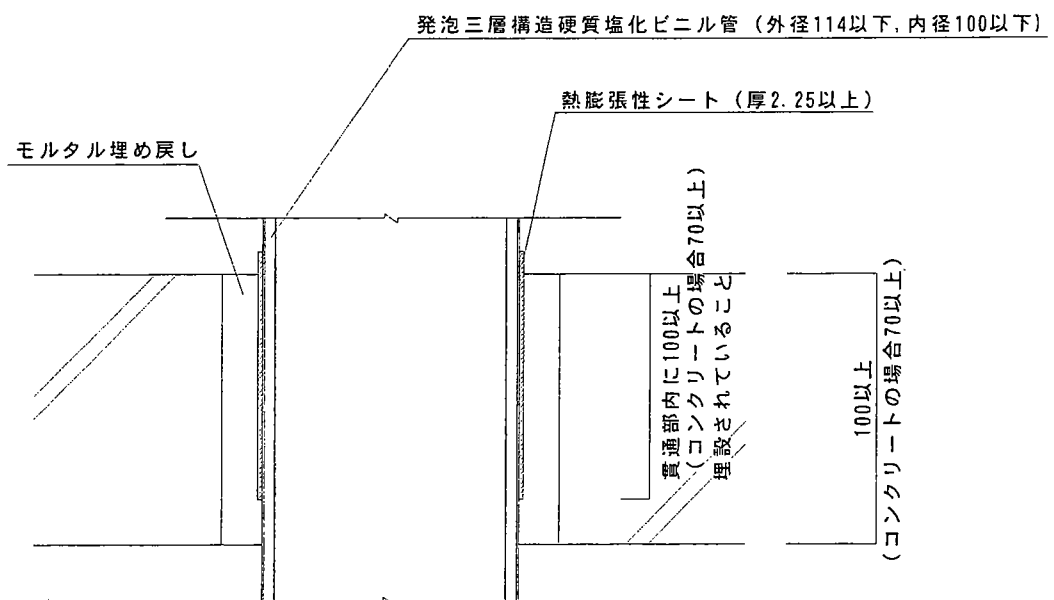 発泡三層構造硬質塩化ビニル管 (外径114以下,内径100以下)
熱膨張性シート (厚2.25以上)
モルタル埋め戻し
貫通部内に100以上
(コンクリートの場合70以上)
埋設されていること
100以上
(コンクリートの場合70以上)